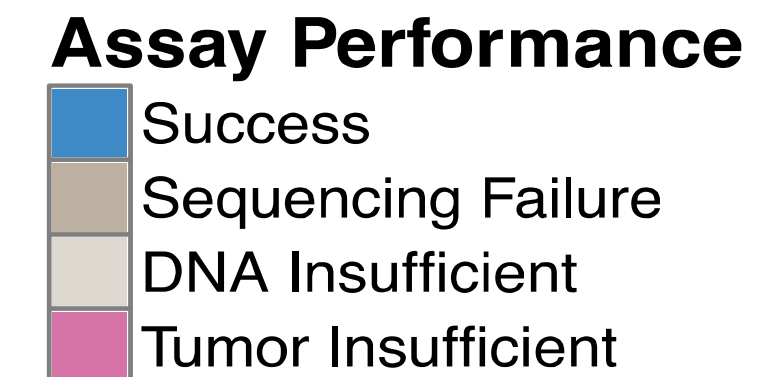 Assay Performance
Success
Sequencing Failure
DNA Insufficient
Tumor Insufficient